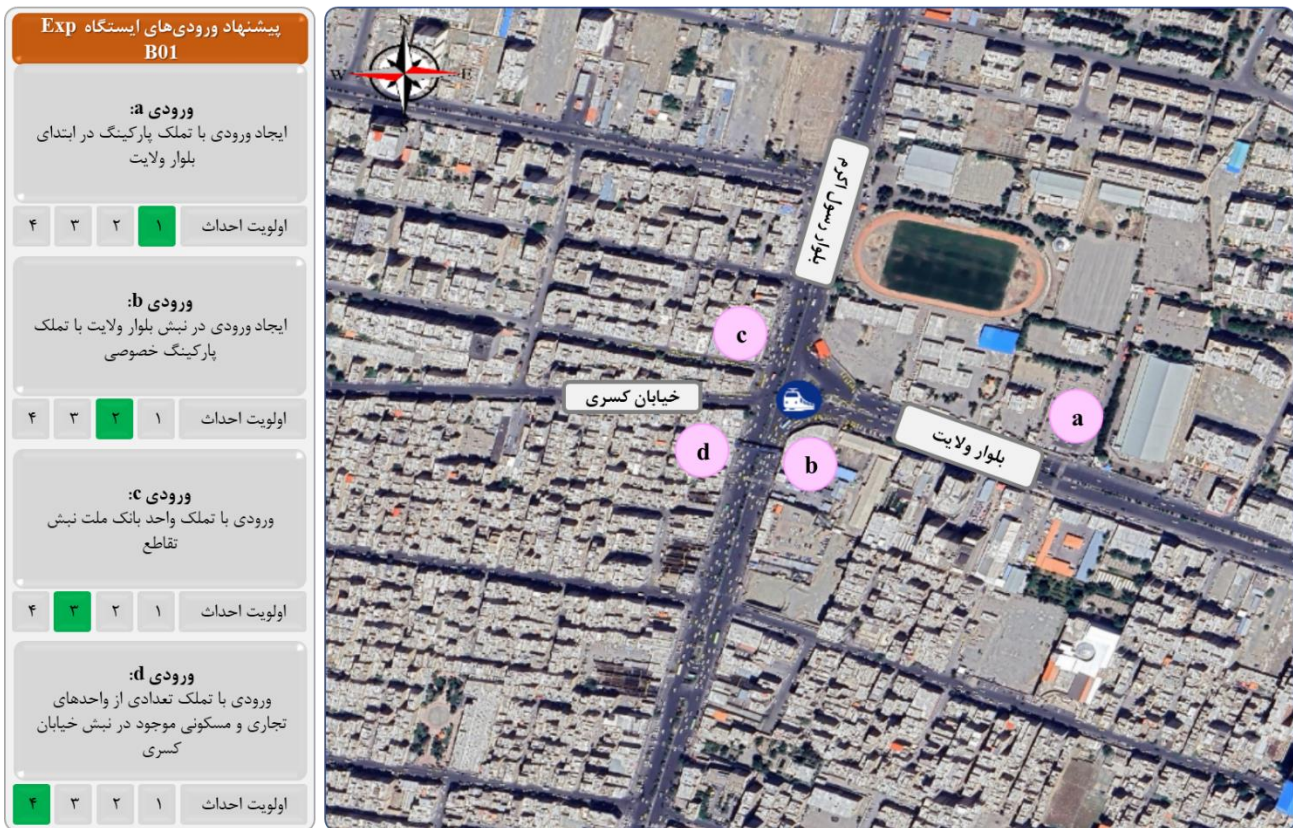 پیشنهاد ورودی‌های ایستگاه Exp
B01
ورودی a:
ایجاد ورودی با تملک پارکینگ در ابتدای
بلوار ولایت
اولویت احداث ۱ ۲ ۳ ۴
ورودی b:
ایجاد ورودی در نبش بلوار ولایت با تملک
پارکینگ خصوصی
اولویت احداث ۱ ۲ ۳ ۴
ورودی c:
ورودی با تملک واحد بانک ملت نبش
تقاطع
اولویت احداث ۱ ۲ ۳ ۴
ورودی d:
ورودی با تملک تعدادی از واحدهای
تجاری و مسکونی موجود در نبش خیابان
کسری
اولویت احداث ۱ ۲ ۳ ۴
N
W
E
S
بلوار رسول اکرم
c
خیابان کسری
a
بلوار ولایت
d
b